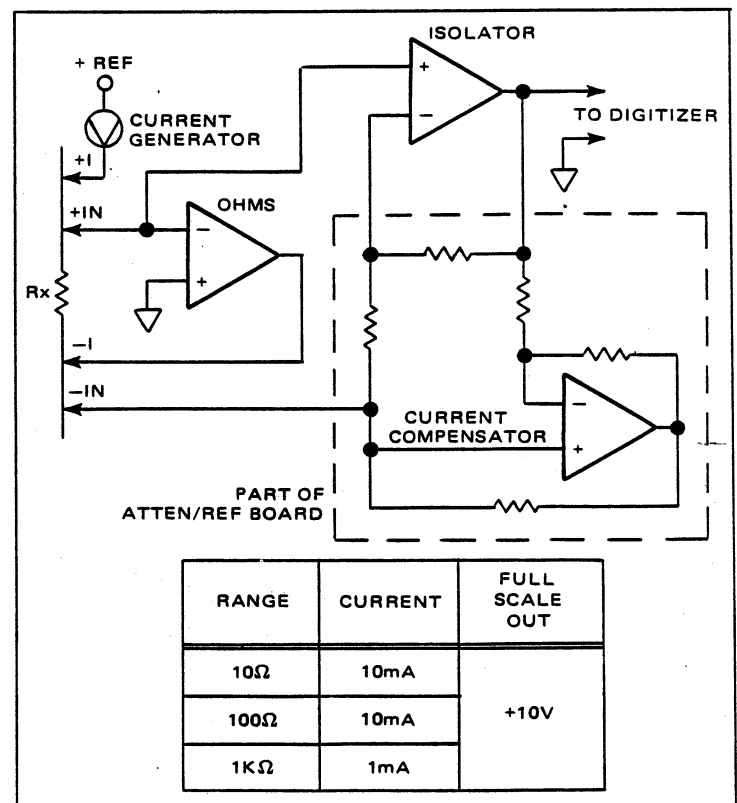 ISOLATOR
+ REF
+
−
TO DIGITIZER
CURRENT
GENERATOR
+I
+IN
OHMS
−
+
Rx
−I
−IN
CURRENT
COMPENSATOR
−
+
PART OF
ATTEN/REF BOARD
RANGE
CURRENT
FULL
SCALE
OUT
10Ω
10mA
100Ω
10mA
+10V
1KΩ
1mA